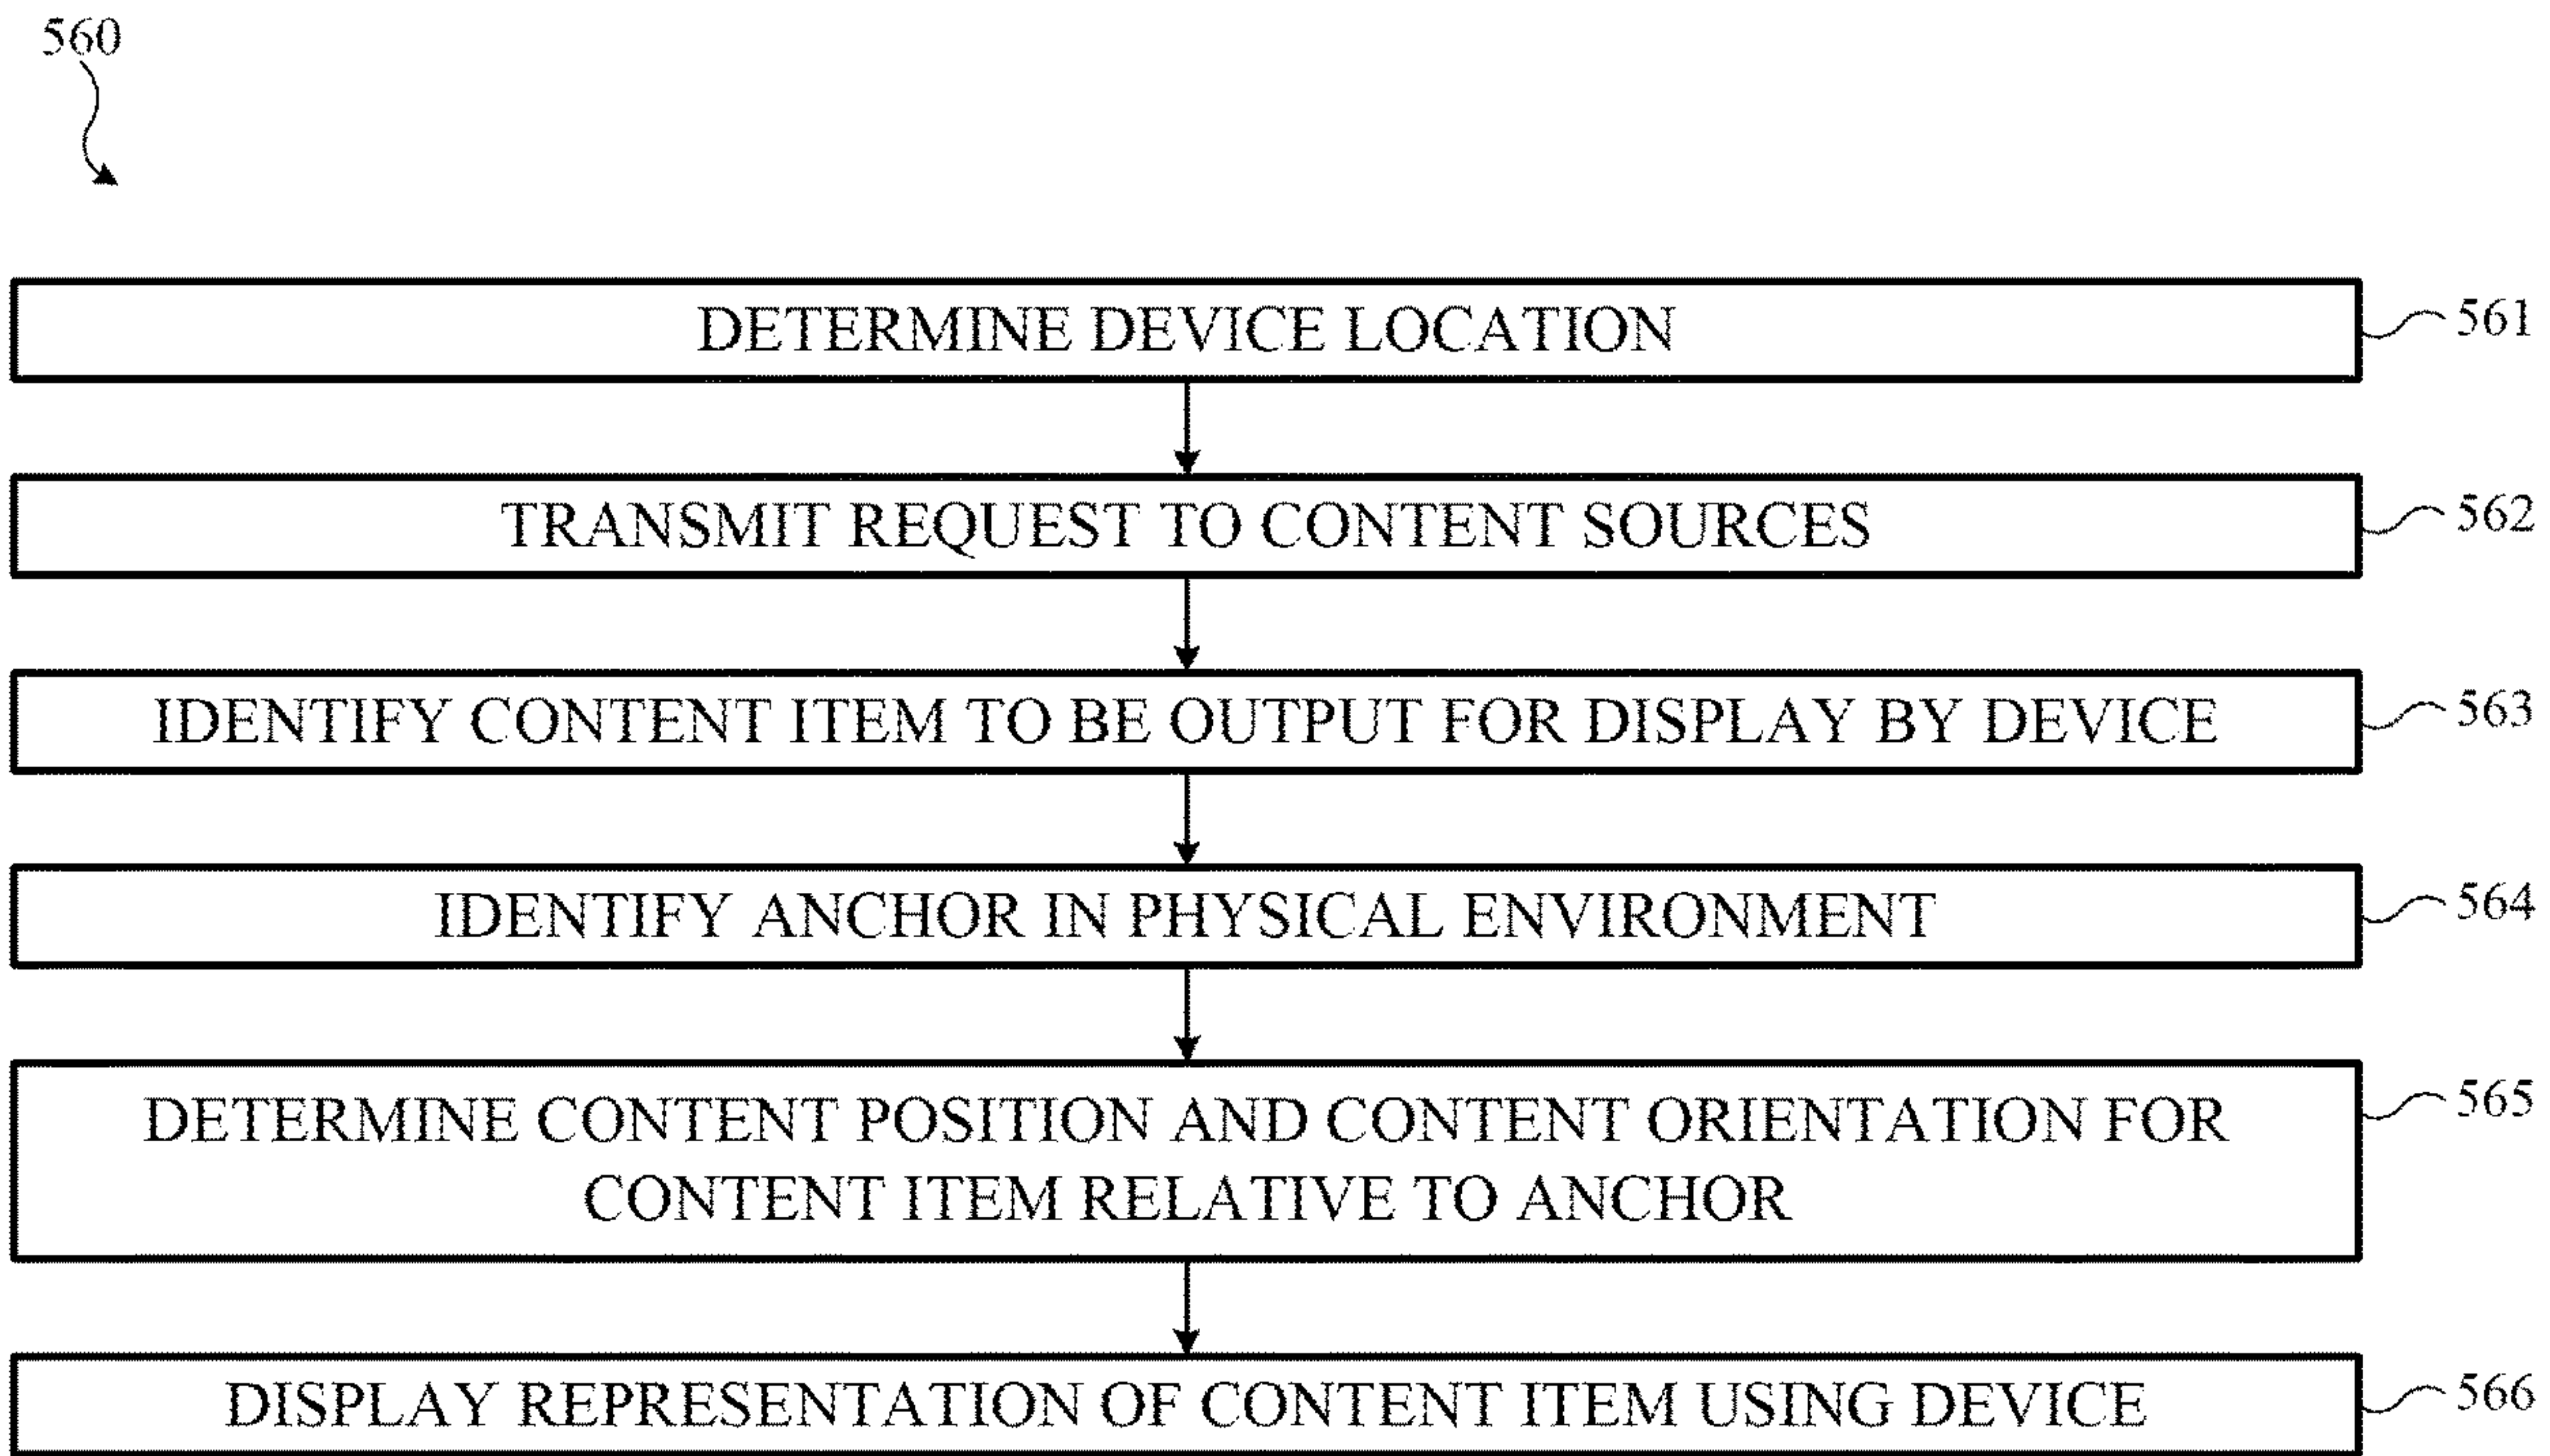 560
DETERMINE DEVICE LOCATION
561
TRANSMIT REQUEST TO CONTENT SOURCES
562
IDENTIFY CONTENT ITEM TO BE OUTPUT FOR DISPLAY BY DEVICE
563
IDENTIFY ANCHOR IN PHYSICAL ENVIRONMENT
564
DETERMINE CONTENT POSITION AND CONTENT ORIENTATION FOR
CONTENT ITEM RELATIVE TO ANCHOR
565
DISPLAY REPRESENTATION OF CONTENT ITEM USING DEVICE
566